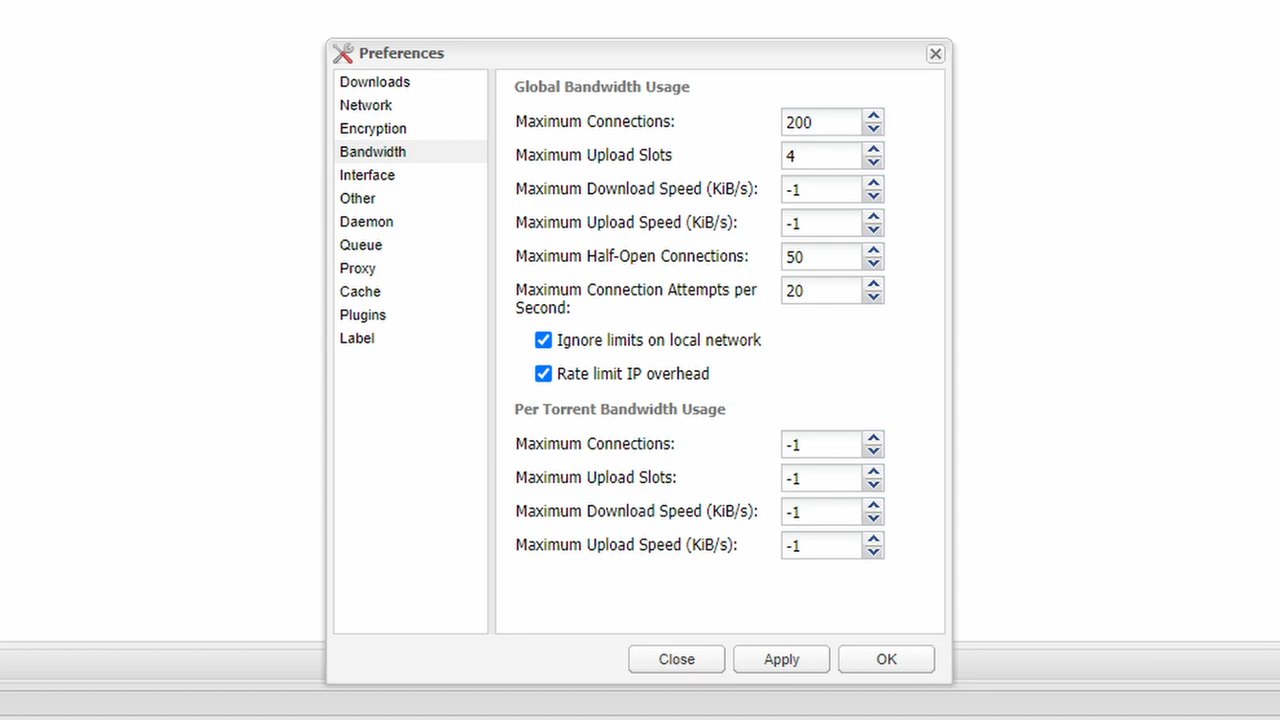 Preferences
Downloads
Network
Encryption
Bandwidth
Interface
Other
Daemon
Queue
Proxy
Cache
Plugins
Label
Global Bandwidth Usage
Maximum Connections: 200
Maximum Upload Slots 4
Maximum Download Speed (KiB/s): -1
Maximum Upload Speed (KiB/s): -1
Maximum Half-Open Connections: 50
Maximum Connection Attempts per 20
Second:
Ignore limits on local network
Rate limit IP overhead
Per Torrent Bandwidth Usage
Maximum Connections: -1
Maximum Upload Slots: -1
Maximum Download Speed (KiB/s): -1
Maximum Upload Speed (KiB/s): -1
Close Apply OK